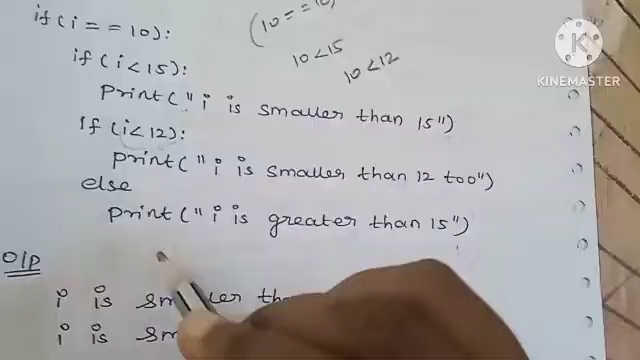 if (i == 10):
(10 == 10)
if (i < 15):
10 < 15
10 < 12
print (" i is smaller than 15")
if (i < 12):
print (" i is smaller than 12 too")
else
print (" i is greater than 15")
O/p
i is smaller
i is
KINEMASTER